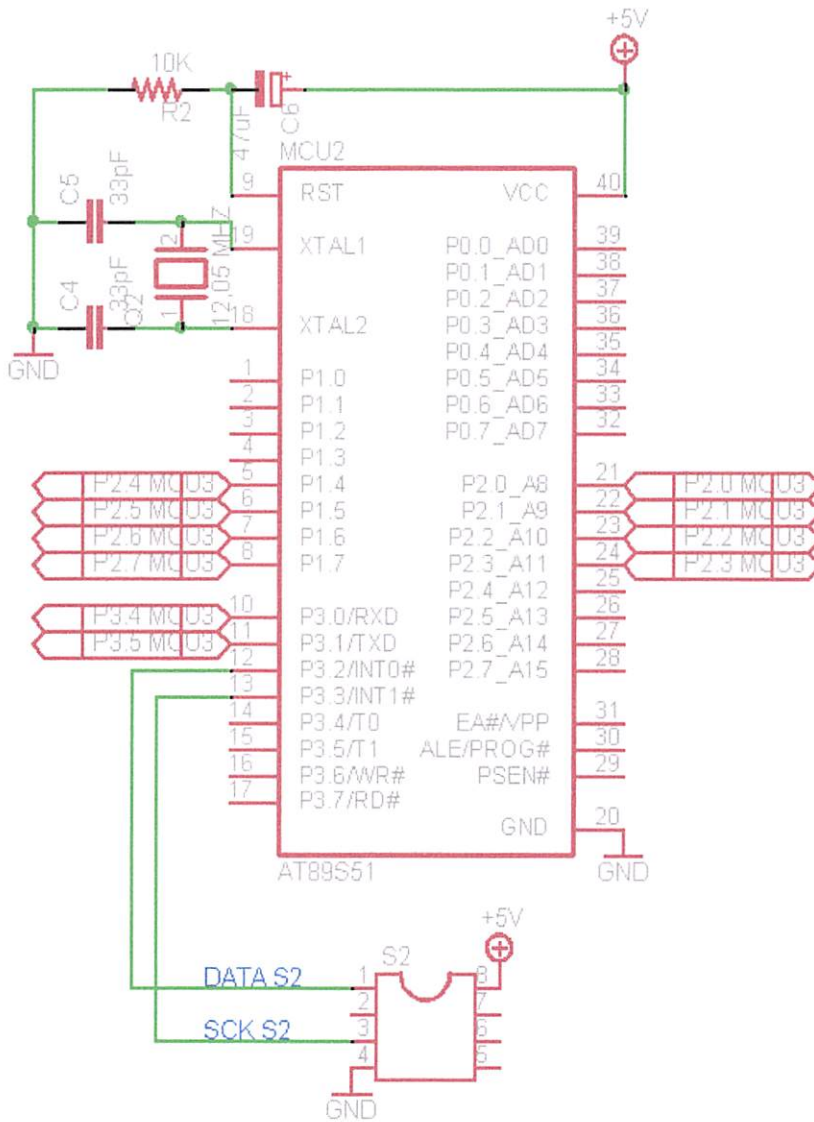 +5V
10K
R2
47uF
C6
MCU2
C5
33pF
C4
33pF
2
1
Q2
12.05 MHZ
GND
9 RST VCC 40
19 XTAL1 P0.0_AD0 39
P0.1_AD1 38
P0.2_AD2 37
18 XTAL2 P0.3_AD3 36
P0.4_AD4 35
1 P1.0 P0.5_AD5 34
2 P1.1 P0.6_AD6 33
3 P1.2 P0.7_AD7 32
4 P1.3
P2.4 MCU3 5 P1.4 P2.0_A8 21 P2.0 MCU3
P2.5 MCU3 6 P1.5 P2.1_A9 22 P2.1 MCU3
P2.6 MCU3 7 P1.6 P2.2_A10 23 P2.2 MCU3
P2.7 MCU3 8 P1.7 P2.3_A11 24 P2.3 MCU3
P2.4_A12 25
P3.4 MCU3 10 P3.0/RXD P2.5_A13 26
P3.5 MCU3 11 P3.1/TXD P2.6_A14 27
12 P3.2/INT0# P2.7_A15 28
13 P3.3/INT1#
14 P3.4/T0 EA#/VPP 31
15 P3.5/T1 ALE/PROG# 30
16 P3.6/WR# PSEN# 29
17 P3.7/RD#
GND 20
AT89S51
GND
+5V
S2
DATA S2 1 8
2 7
SCK S2 3 6
4 5
GND